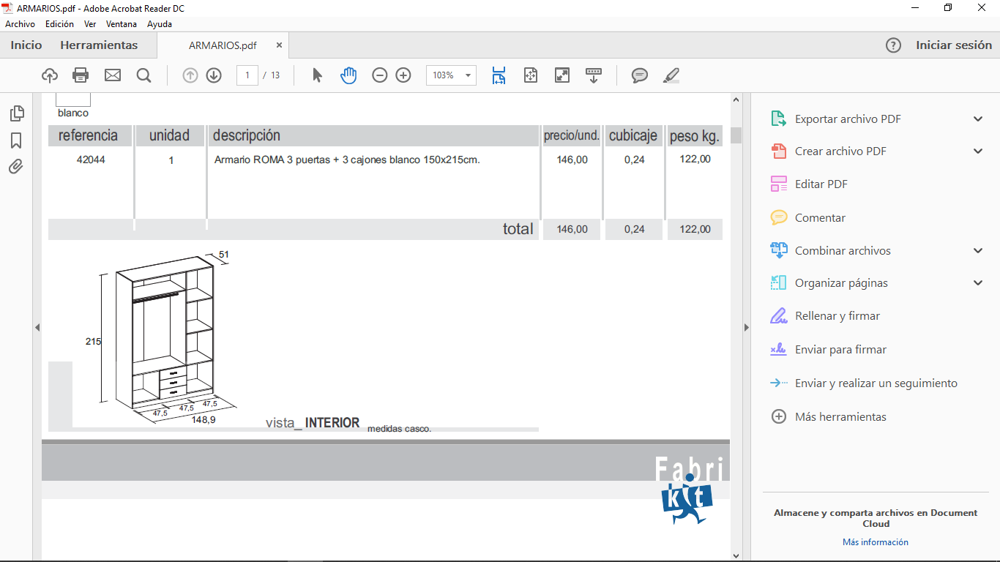 ARMARIOS.pdf - Adobe Acrobat Reader DC
Archivo Edición Ver Ventana Ayuda
Inicio Herramientas ARMARIOS.pdf × ? Iniciar sesión
1 / 13 103%
blanco
referencia unidad descripción precio/und. cubicaje peso kg.
42044 1 Armario ROMA 3 puertas + 3 cajones blanco 150x215cm. 146,00 0,24 122,00
total 146,00 0,24 122,00
51
215
47,5 47,5 47,5
148,9
vista_INTERIOR medidas casco.
Fabri
kit
Exportar archivo PDF
Crear archivo PDF
Editar PDF
Comentar
Combinar archivos
Organizar páginas
Rellenar y firmar
Enviar para firmar
Enviar y realizar un seguimiento
Más herramientas
Almacene y comparta archivos en Document
Cloud
Más información